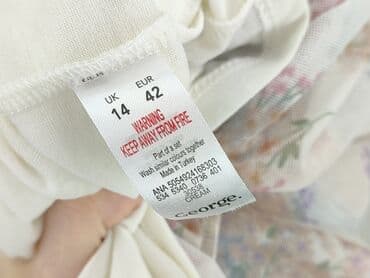 UK EUR
14 42
WARNING
KEEP AWAY FROM FIRE
Part of a set
Wash similar colours together
Made in Turkey
ANA 5054924168303
534 5340 0736 401
CREAM
George.